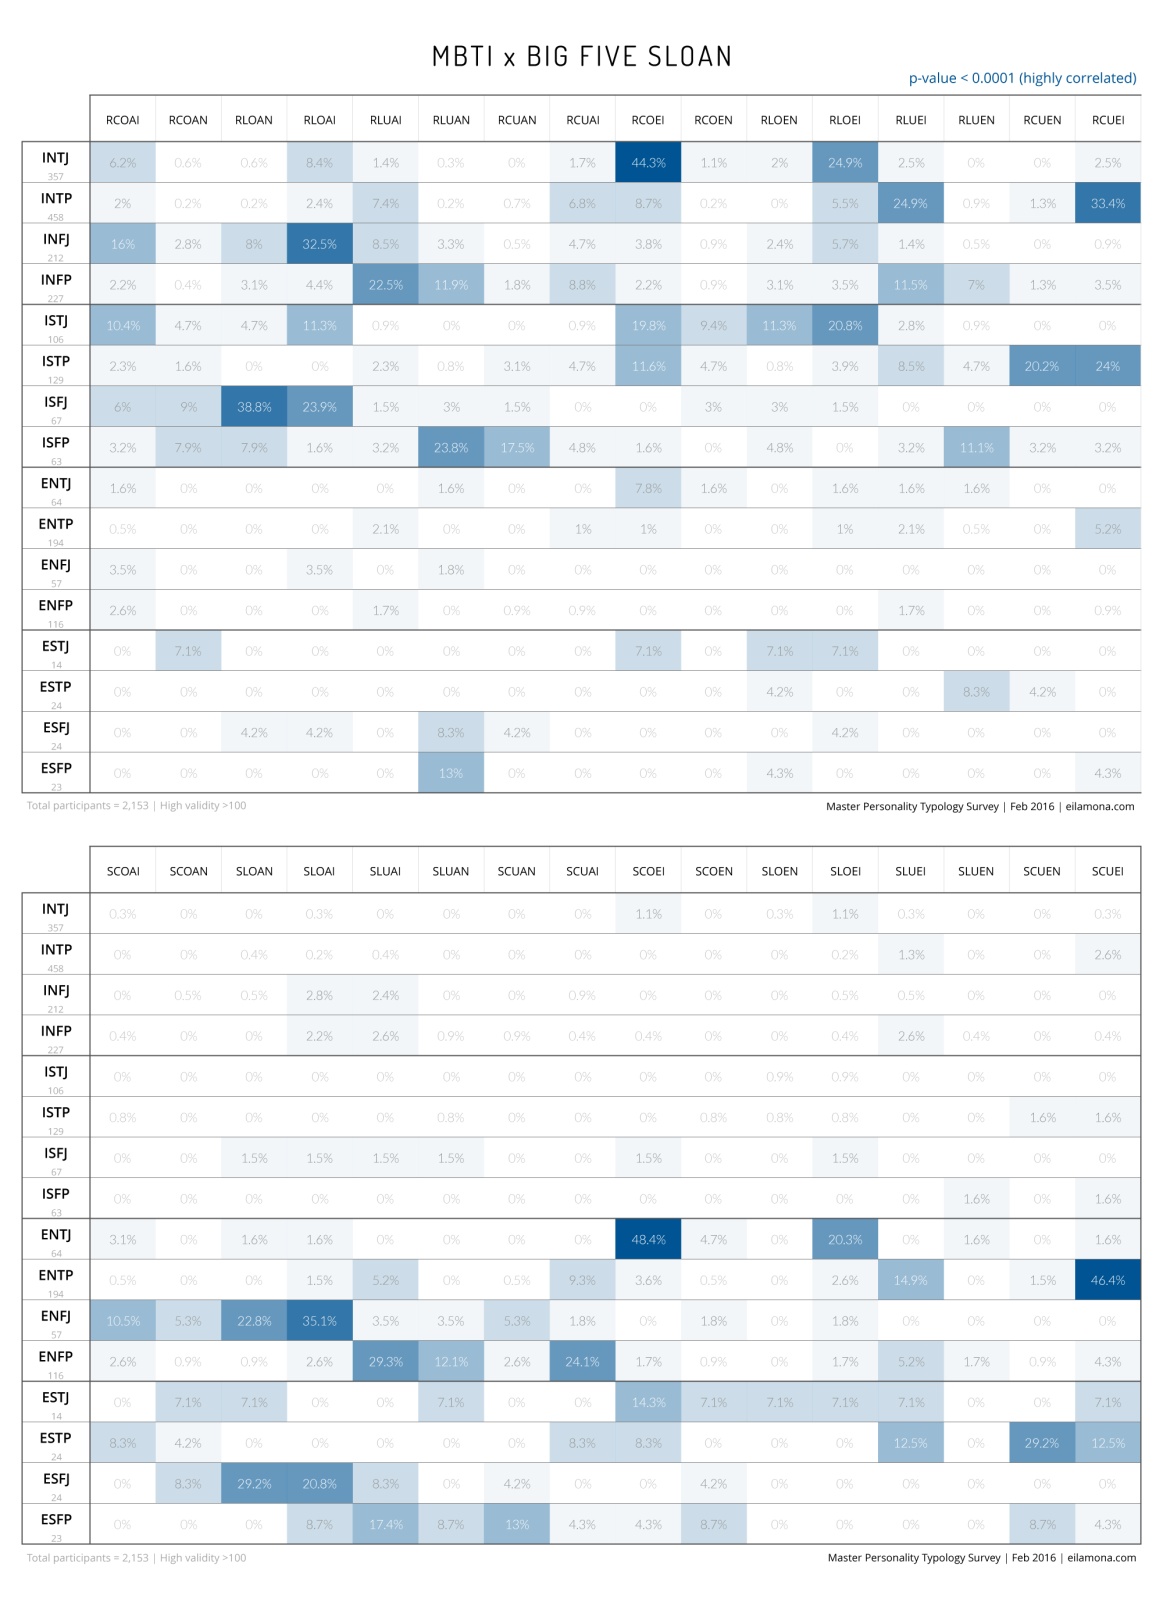 MBTI x BIG FIVE SLOAN
p-value < 0.0001 (highly correlated)
RCOAI RCOAN RLOAN RLOAI RLUAI RLUAN RCUAN RCUAI RCOEI RCOEN RLOEN RLOEI RLUEI RLUEN RCUEN RCUEI
INTJ 6.2% 0.6% 0.6% 8.4% 1.4% 0.3% 0% 1.7% 44.3% 1.1% 2% 24.9% 2.5% 0% 0% 2.5%
357
INTP 2% 0.2% 0.2% 2.4% 7.4% 0.2% 0.7% 6.8% 8.7% 0.2% 0% 5.5% 24.9% 0.9% 1.3% 33.4%
458
INFJ 16% 2.8% 8% 32.5% 8.5% 3.3% 0.5% 4.7% 3.8% 0.9% 2.4% 5.7% 1.4% 0.5% 0% 0.9%
212
INFP 2.2% 0.4% 3.1% 4.4% 22.5% 11.9% 1.8% 8.8% 2.2% 0.9% 3.1% 3.5% 11.5% 7% 1.3% 3.5%
227
ISTJ 10.4% 4.7% 4.7% 11.3% 0.9% 0% 0% 0.9% 19.8% 9.4% 11.3% 20.8% 2.8% 0.9% 0% 0%
106
ISTP 2.3% 1.6% 0% 0% 2.3% 0.8% 3.1% 4.7% 11.6% 4.7% 0.8% 3.9% 8.5% 4.7% 20.2% 24%
129
ISFJ 6% 9% 38.8% 23.9% 1.5% 3% 1.5% 0% 0% 3% 3% 1.5% 0% 0% 0% 0%
67
ISFP 3.2% 7.9% 7.9% 1.6% 3.2% 23.8% 17.5% 4.8% 1.6% 0% 4.8% 0% 3.2% 11.1% 3.2% 3.2%
63
ENTJ 1.6% 0% 0% 0% 0% 1.6% 0% 0% 7.8% 1.6% 0% 1.6% 1.6% 1.6% 0% 0%
64
ENTP 0.5% 0% 0% 0% 2.1% 0% 0% 1% 1% 0% 0% 1% 2.1% 0.5% 0% 5.2%
194
ENFJ 3.5% 0% 0% 3.5% 0% 1.8% 0% 0% 0% 0% 0% 0% 0% 0% 0% 0%
57
ENFP 2.6% 0% 0% 0% 1.7% 0% 0.9% 0.9% 0% 0% 0% 0% 1.7% 0% 0% 0.9%
116
ESTJ 0% 7.1% 0% 0% 0% 0% 0% 0% 7.1% 0% 7.1% 7.1% 0% 0% 0% 0%
14
ESTP 0% 0% 0% 0% 0% 0% 0% 0% 0% 0% 4.2% 0% 0% 8.3% 4.2% 0%
24
ESFJ 0% 0% 4.2% 4.2% 0% 8.3% 4.2% 0% 0% 0% 0% 4.2% 0% 0% 0% 0%
24
ESFP 0% 0% 0% 0% 0% 13% 0% 0% 0% 0% 4.3% 0% 0% 0% 0% 4.3%
23
Total participants = 2,153 | High validity >100 Master Personality Typology Survey | Feb 2016 | eilamona.com
SCOAI SCOAN SLOAN SLOAI SLUAI SLUAN SCUAN SCUAI SCOEI SCOEN SLOEN SLOEI SLUEI SLUEN SCUEN SCUEI
INTJ 0.3% 0% 0% 0.3% 0% 0% 0% 0% 1.1% 0% 0.3% 1.1% 0.3% 0% 0% 0.3%
357
INTP 0% 0% 0.4% 0.2% 0.4% 0% 0% 0% 0% 0% 0% 0.2% 1.3% 0% 0% 2.6%
458
INFJ 0% 0.5% 0.5% 2.8% 2.4% 0% 0% 0.9% 0% 0% 0% 0.5% 0.5% 0% 0% 0%
212
INFP 0.4% 0% 0% 2.2% 2.6% 0.9% 0.9% 0.4% 0.4% 0% 0% 0.4% 2.6% 0.4% 0% 0.4%
227
ISTJ 0% 0% 0% 0% 0% 0% 0% 0% 0% 0% 0.9% 0.9% 0% 0% 0% 0%
106
ISTP 0.8% 0% 0% 0% 0% 0.8% 0% 0% 0% 0.8% 0.8% 0.8% 0% 0% 1.6% 1.6%
129
ISFJ 0% 0% 1.5% 1.5% 1.5% 1.5% 0% 0% 1.5% 0% 0% 1.5% 0% 0% 0% 0%
67
ISFP 0% 0% 0% 0% 0% 0% 0% 0% 0% 0% 0% 0% 0% 1.6% 0% 1.6%
63
ENTJ 3.1% 0% 1.6% 1.6% 0% 0% 0% 0% 48.4% 4.7% 0% 20.3% 0% 1.6% 0% 1.6%
64
ENTP 0.5% 0% 0% 1.5% 5.2% 0% 0.5% 9.3% 3.6% 0.5% 0% 2.6% 14.9% 0% 1.5% 46.4%
194
ENFJ 10.5% 5.3% 22.8% 35.1% 3.5% 3.5% 5.3% 1.8% 0% 1.8% 0% 1.8% 0% 0% 0% 0%
57
ENFP 2.6% 0.9% 0.9% 2.6% 29.3% 12.1% 2.6% 24.1% 1.7% 0.9% 0% 1.7% 5.2% 1.7% 0.9% 4.3%
116
ESTJ 0% 7.1% 7.1% 0% 0% 7.1% 0% 0% 14.3% 7.1% 7.1% 7.1% 7.1% 0% 0% 7.1%
14
ESTP 8.3% 4.2% 0% 0% 0% 0% 0% 8.3% 8.3% 0% 0% 0% 12.5% 0% 29.2% 12.5%
24
ESFJ 0% 8.3% 29.2% 20.8% 8.3% 0% 4.2% 0% 0% 4.2% 0% 0% 0% 0% 0% 0%
24
ESFP 0% 0% 0% 8.7% 17.4% 8.7% 13% 4.3% 4.3% 8.7% 0% 0% 0% 0% 8.7% 4.3%
23
Total participants = 2,153 | High validity >100 Master Personality Typology Survey | Feb 2016 | eilamona.com